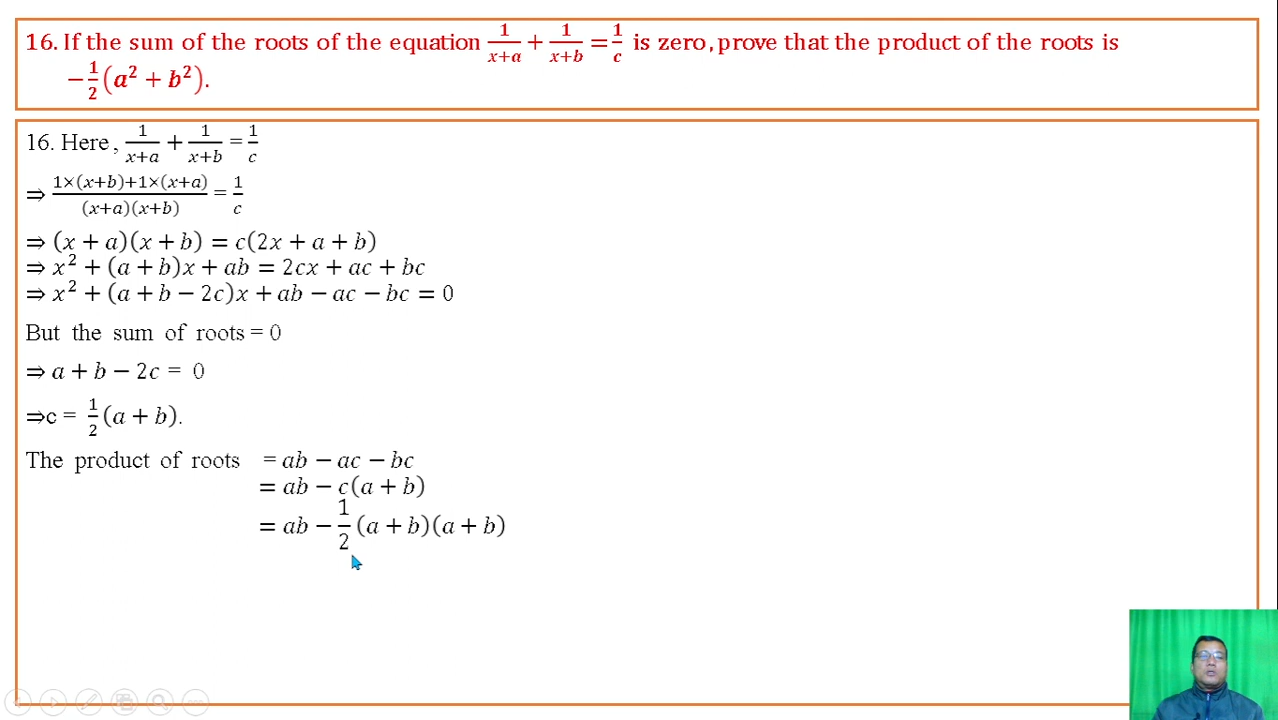 16. If the sum of the roots of the equation 1/(x+a) + 1/(x+b) = 1/c is zero, prove that the product of the roots is
−1/2(a² + b²).
16. Here, 1/(x+a) + 1/(x+b) = 1/c
⇒ (1×(x+b)+1×(x+a))/((x+a)(x+b)) = 1/c
⇒ (x + a)(x + b) = c(2x + a + b)
⇒ x² + (a + b)x + ab = 2cx + ac + bc
⇒ x² + (a + b − 2c)x + ab − ac − bc = 0
But the sum of roots = 0
⇒ a + b − 2c = 0
⇒c = 1/2(a + b).
The product of roots = ab − ac − bc
= ab − c(a + b)
= ab − 1/2(a + b)(a + b)